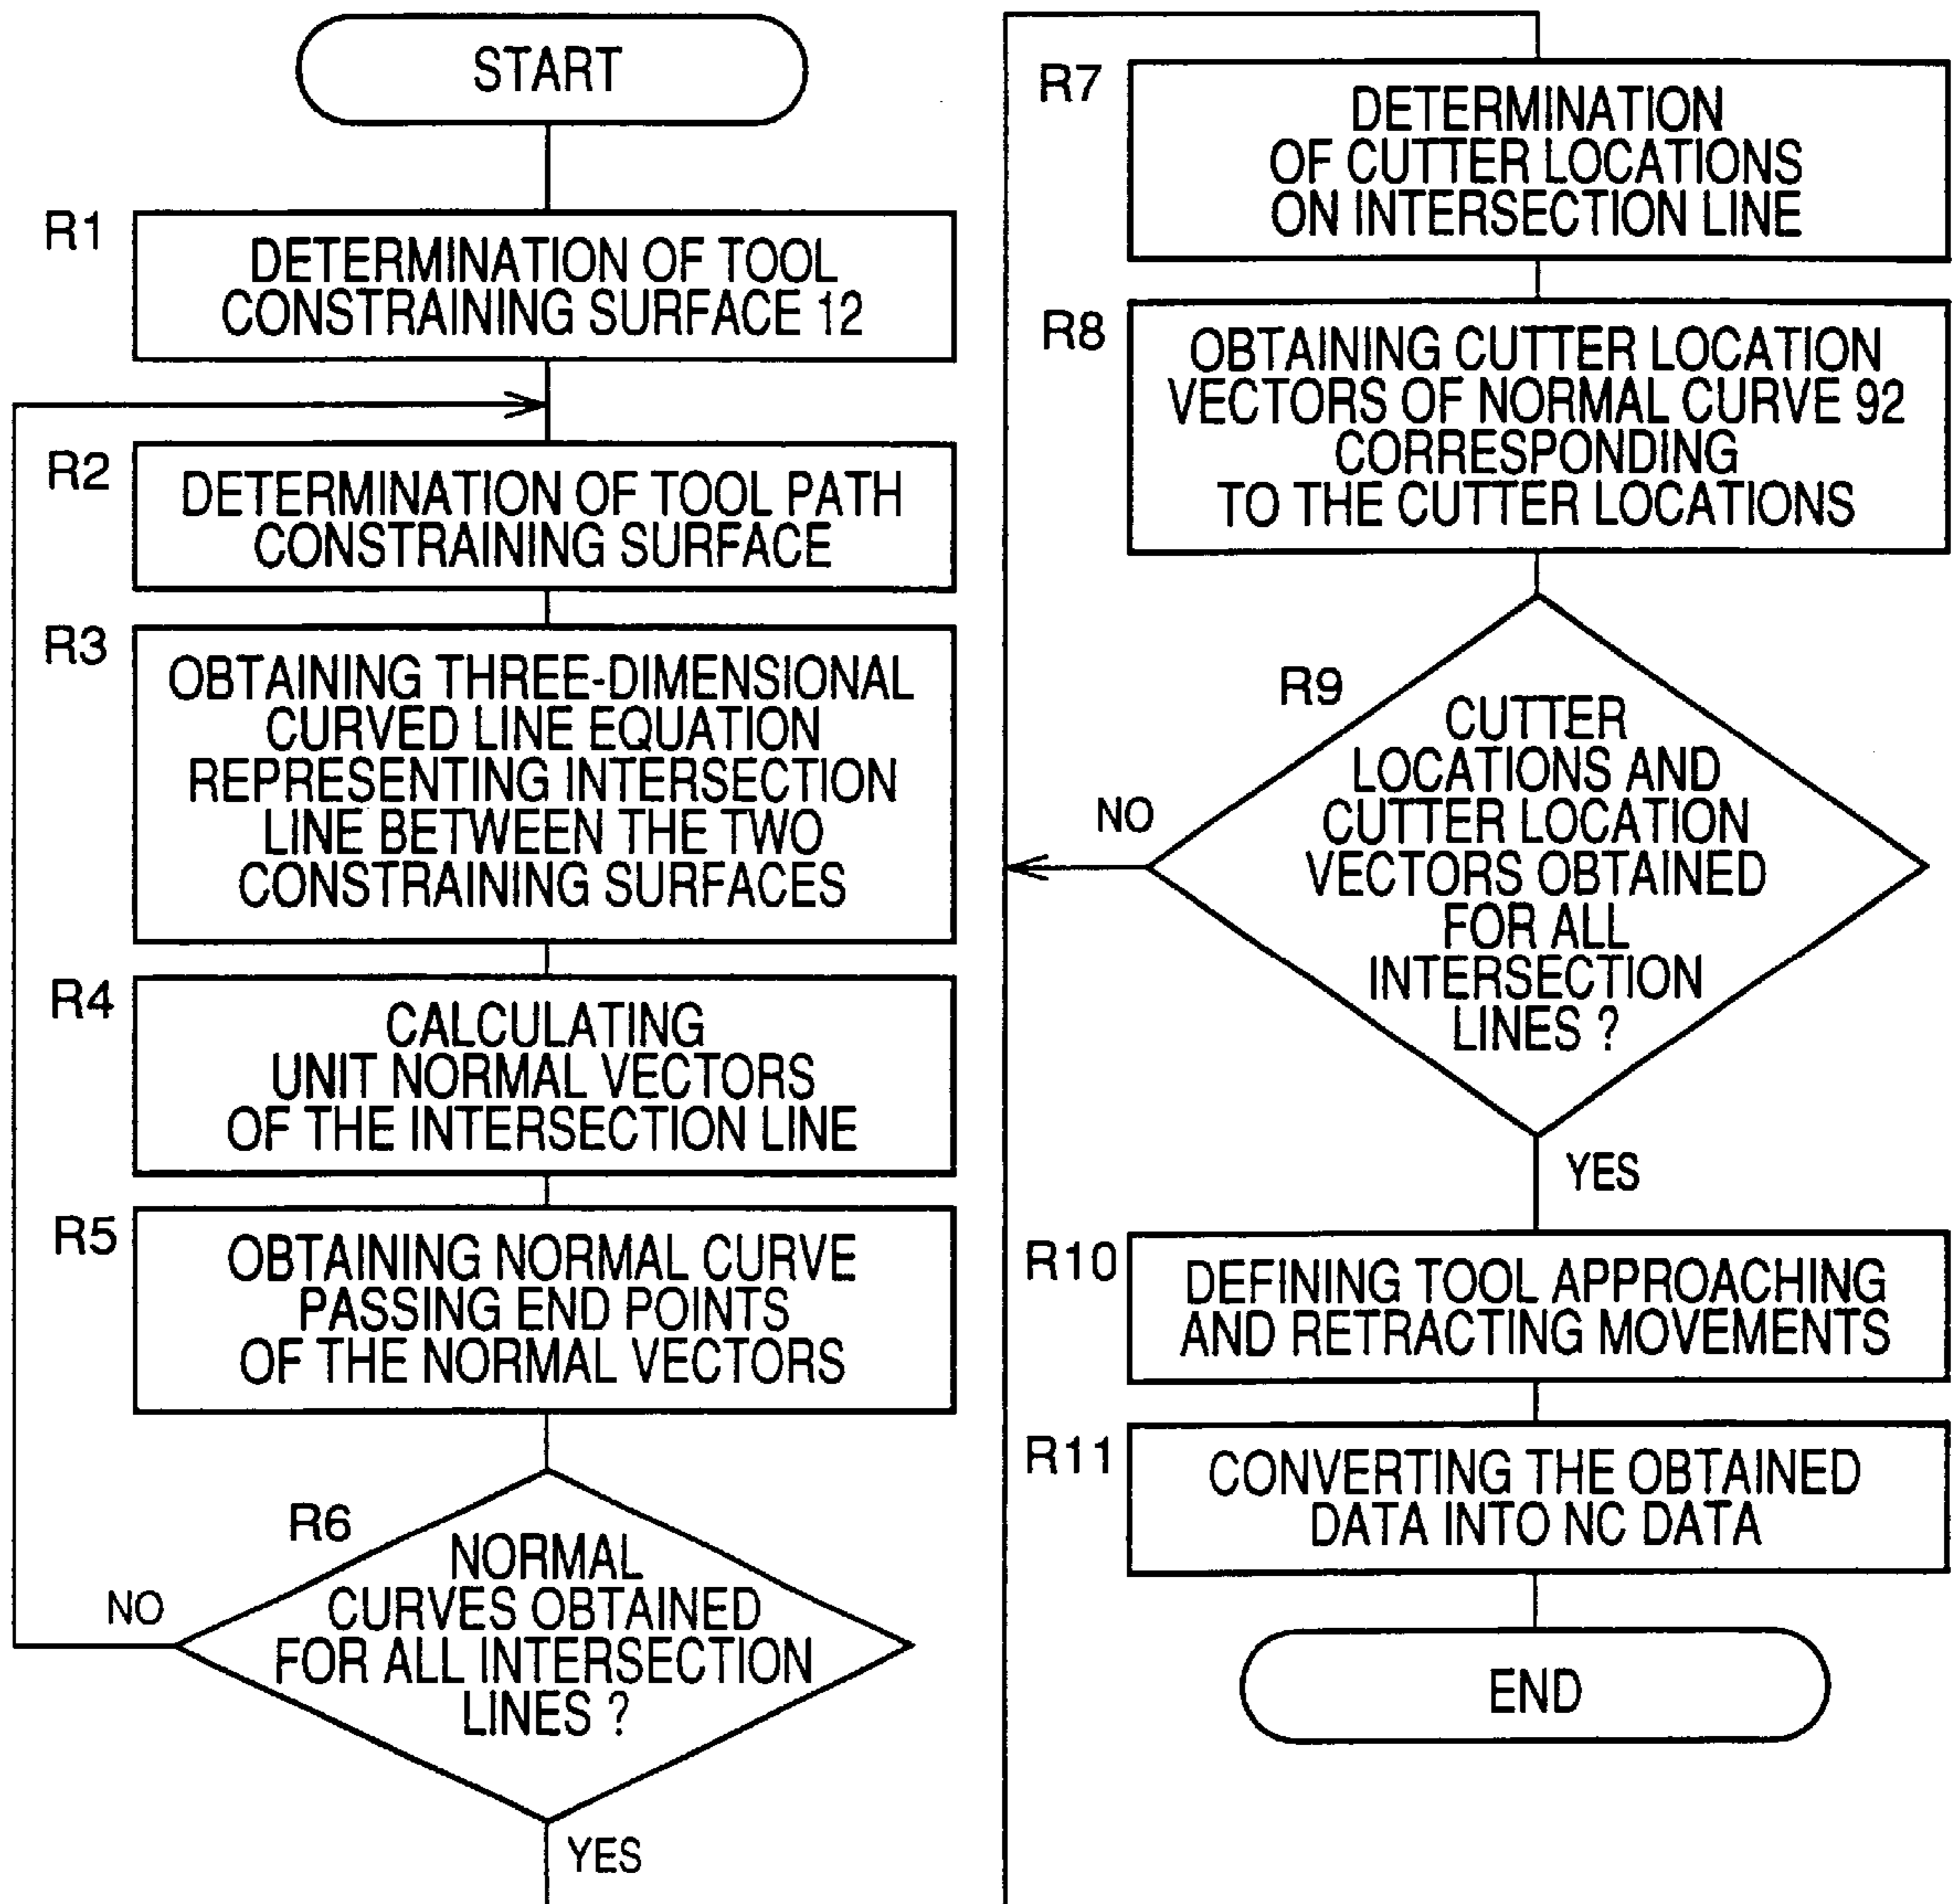 START
R1
DETERMINATION OF TOOL
CONSTRAINING SURFACE 12
R2
DETERMINATION OF TOOL PATH
CONSTRAINING SURFACE
R3
OBTAINING THREE-DIMENSIONAL
CURVED LINE EQUATION
REPRESENTING INTERSECTION
LINE BETWEEN THE TWO
CONSTRAINING SURFACES
R4
CALCULATING
UNIT NORMAL VECTORS
OF THE INTERSECTION LINE
R5
OBTAINING NORMAL CURVE
PASSING END POINTS
OF THE NORMAL VECTORS
R6
NORMAL
CURVES OBTAINED
FOR ALL INTERSECTION
LINES ?
NO
YES
R7
DETERMINATION
OF CUTTER LOCATIONS
ON INTERSECTION LINE
R8
OBTAINING CUTTER LOCATION
VECTORS OF NORMAL CURVE 92
CORRESPONDING
TO THE CUTTER LOCATIONS
R9
CUTTER
LOCATIONS AND
CUTTER LOCATION
VECTORS OBTAINED
FOR ALL
INTERSECTION
LINES ?
NO
YES
R10
DEFINING TOOL APPROACHING
AND RETRACTING MOVEMENTS
R11
CONVERTING THE OBTAINED
DATA INTO NC DATA
END